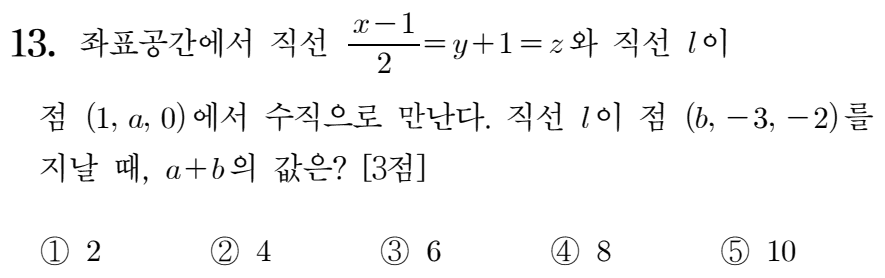 13. 좌표공간에서 직선 \frac{x-1}{2}=y+1=z와 직선 l이
점 (1, a, 0)에서 수직으로 만난다. 직선 l이 점 (b, -3, -2)를
지날 때, a+b의 값은? [3점]
① 2 ② 4 ③ 6 ④ 8 ⑤ 10